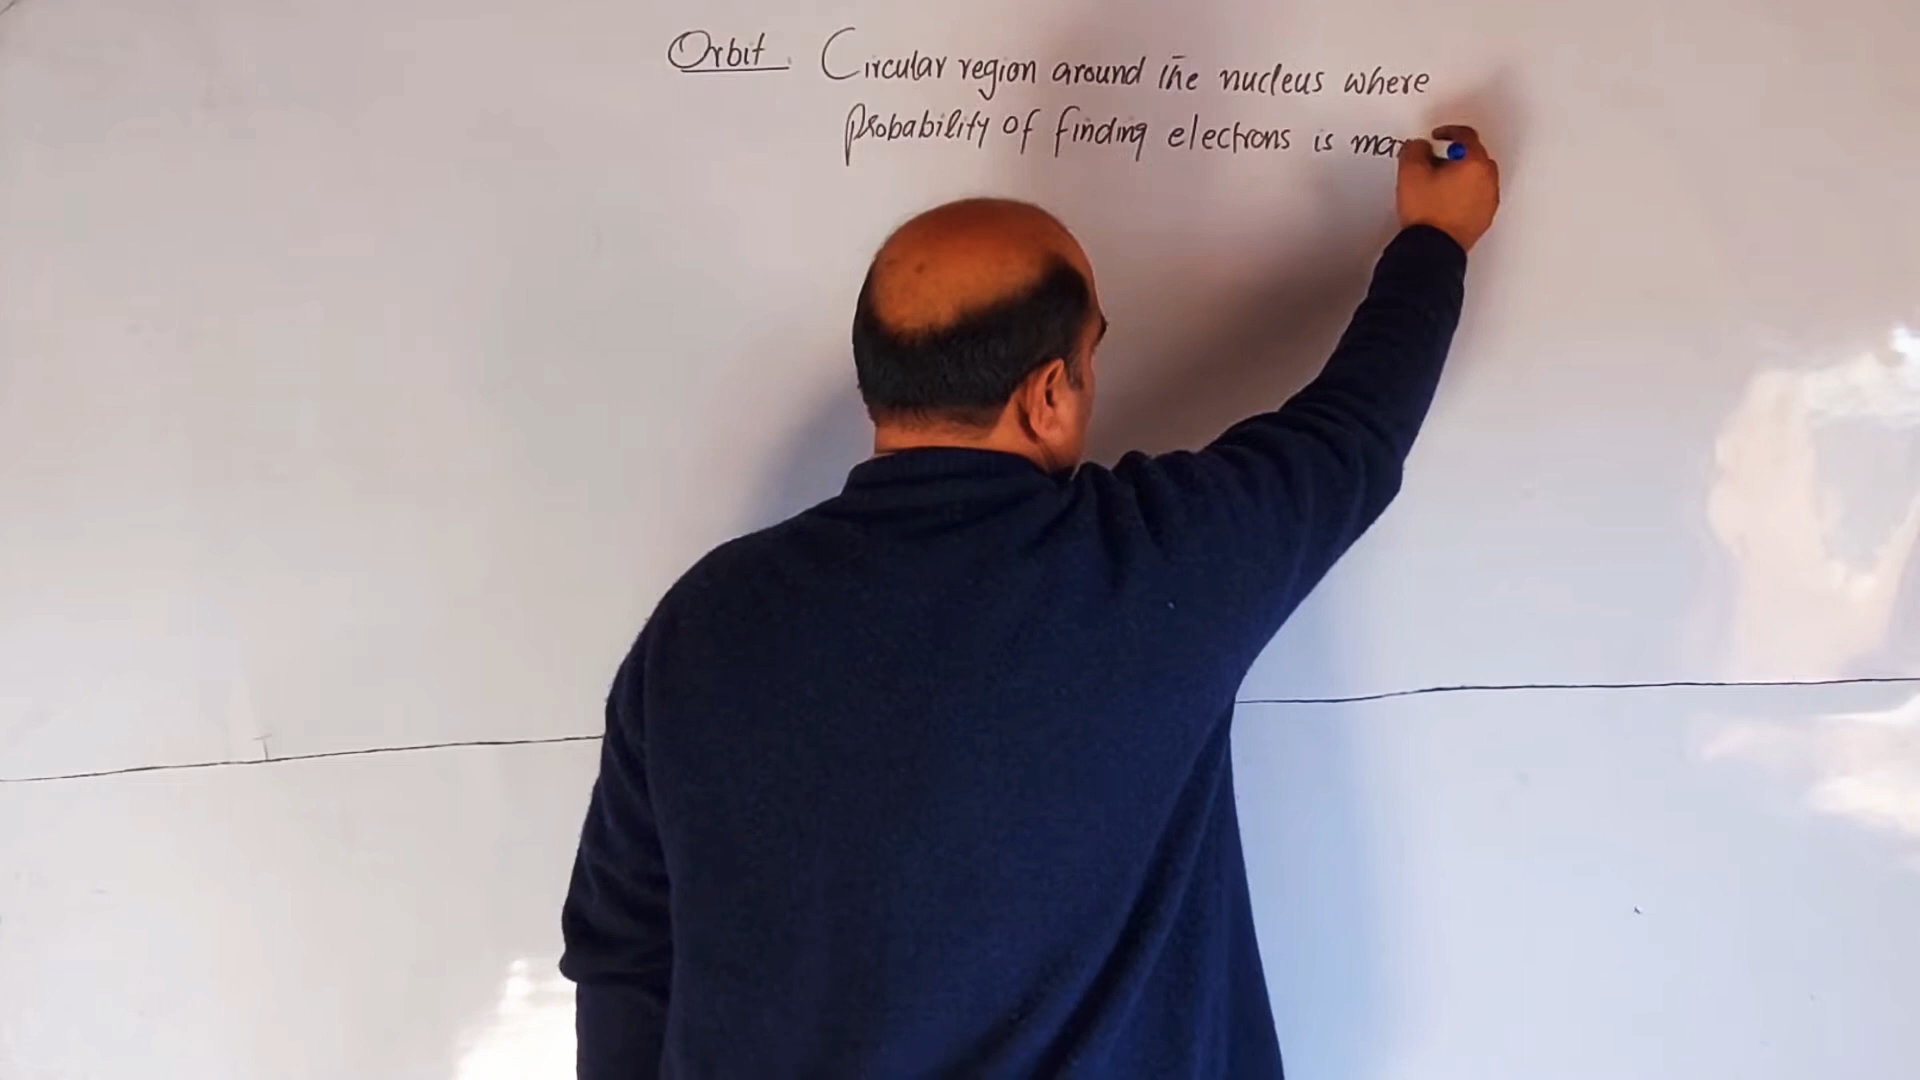 Orbit. Circular region around the nucleus where
probability of finding electrons is max